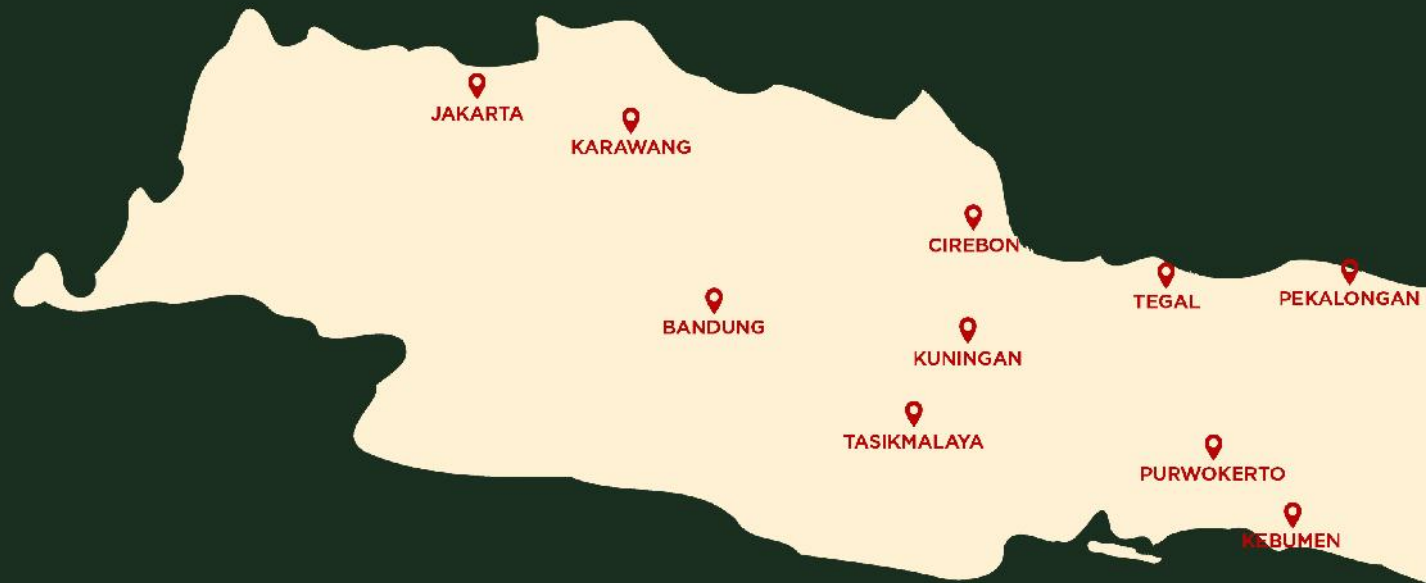 JAKARTA
KARAWANG
CIREBON
TEGAL
PEKALONGAN
BANDUNG
KUNINGAN
TASIKMALAYA
PURWOKERTO
KEBUMEN